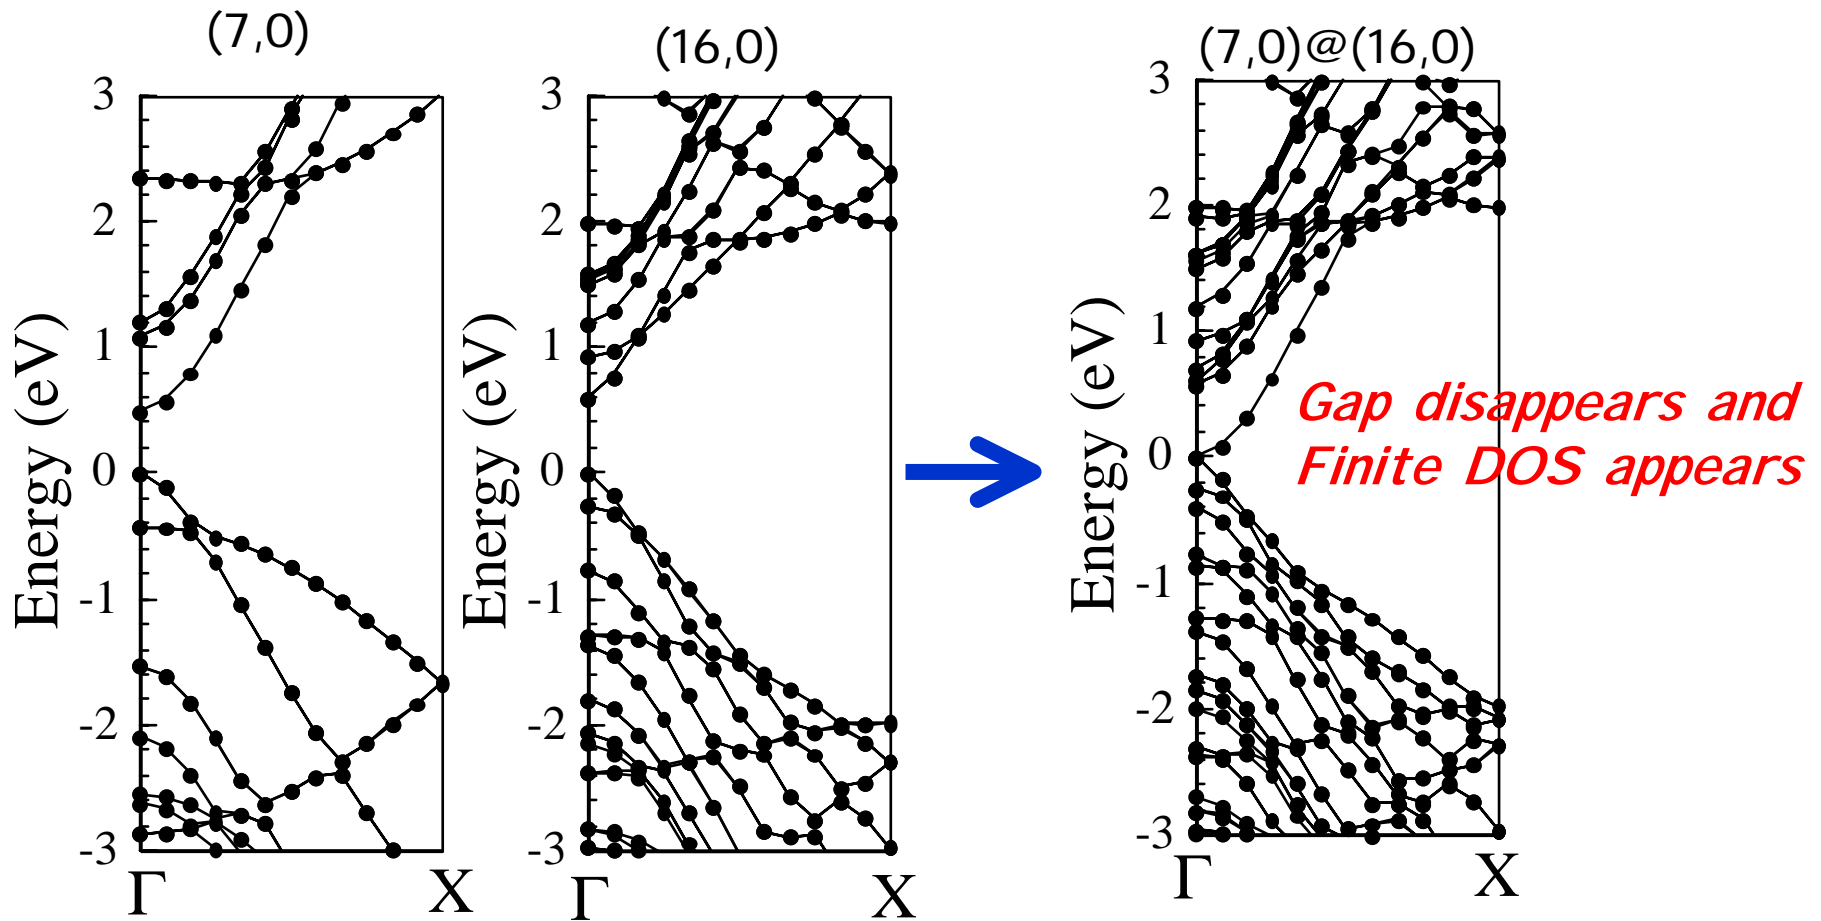 (7,0)
(16,0)
(7,0)@(16,0)
3
2
1
0
-1
-2
-3
Energy (eV)
Γ
X
3
2
1
0
-1
-2
-3
Energy (eV)
Γ
X
3
2
1
0
-1
-2
-3
Energy (eV)
Γ
X
Gap disappears and
Finite DOS appears